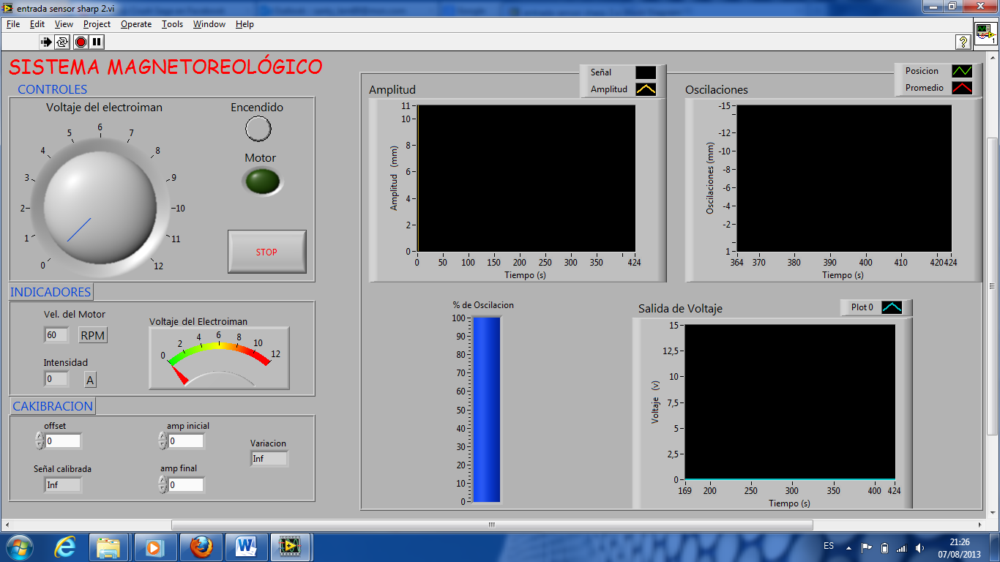 entrada sensor sharp 2.vi
File Edit View Project Operate Tools Window Help
1
SISTEMA MAGNETOREOLÓGICO
CONTROLES
Voltaje del electroiman
0 1 2 3 4 5 6 7 8 9 10 11 12
Encendido
Motor
STOP
INDICADORES
Vel. del Motor
60 RPM
Intensidad
0 A
Voltaje del Electroiman
0 2 4 6 8 10 12
CAKIBRACION
offset
0
amp inicial
0
Variacion
Inf
Señal calibrada
Inf
amp final
0
Amplitud
Señal
Amplitud
Amplitud (mm)
11
10
8
6
4
2
0
0 50 100 150 200 250 300 350 424
Tiempo (s)
Oscilaciones
Posicion
Promedio
Oscilaciones (mm)
-15
-12
-10
-8
-6
-4
-2
1
364 370 380 390 400 410 420 424
Tiempo (s)
% de Oscilacion
100
90
80
70
60
50
40
30
20
10
0
Salida de Voltaje
Plot 0
Voltaje (v)
15
12,5
10
7,5
5
2,5
0
169 200 250 300 350 400 424
Tiempo (s)
ES
21:26
07/08/2013